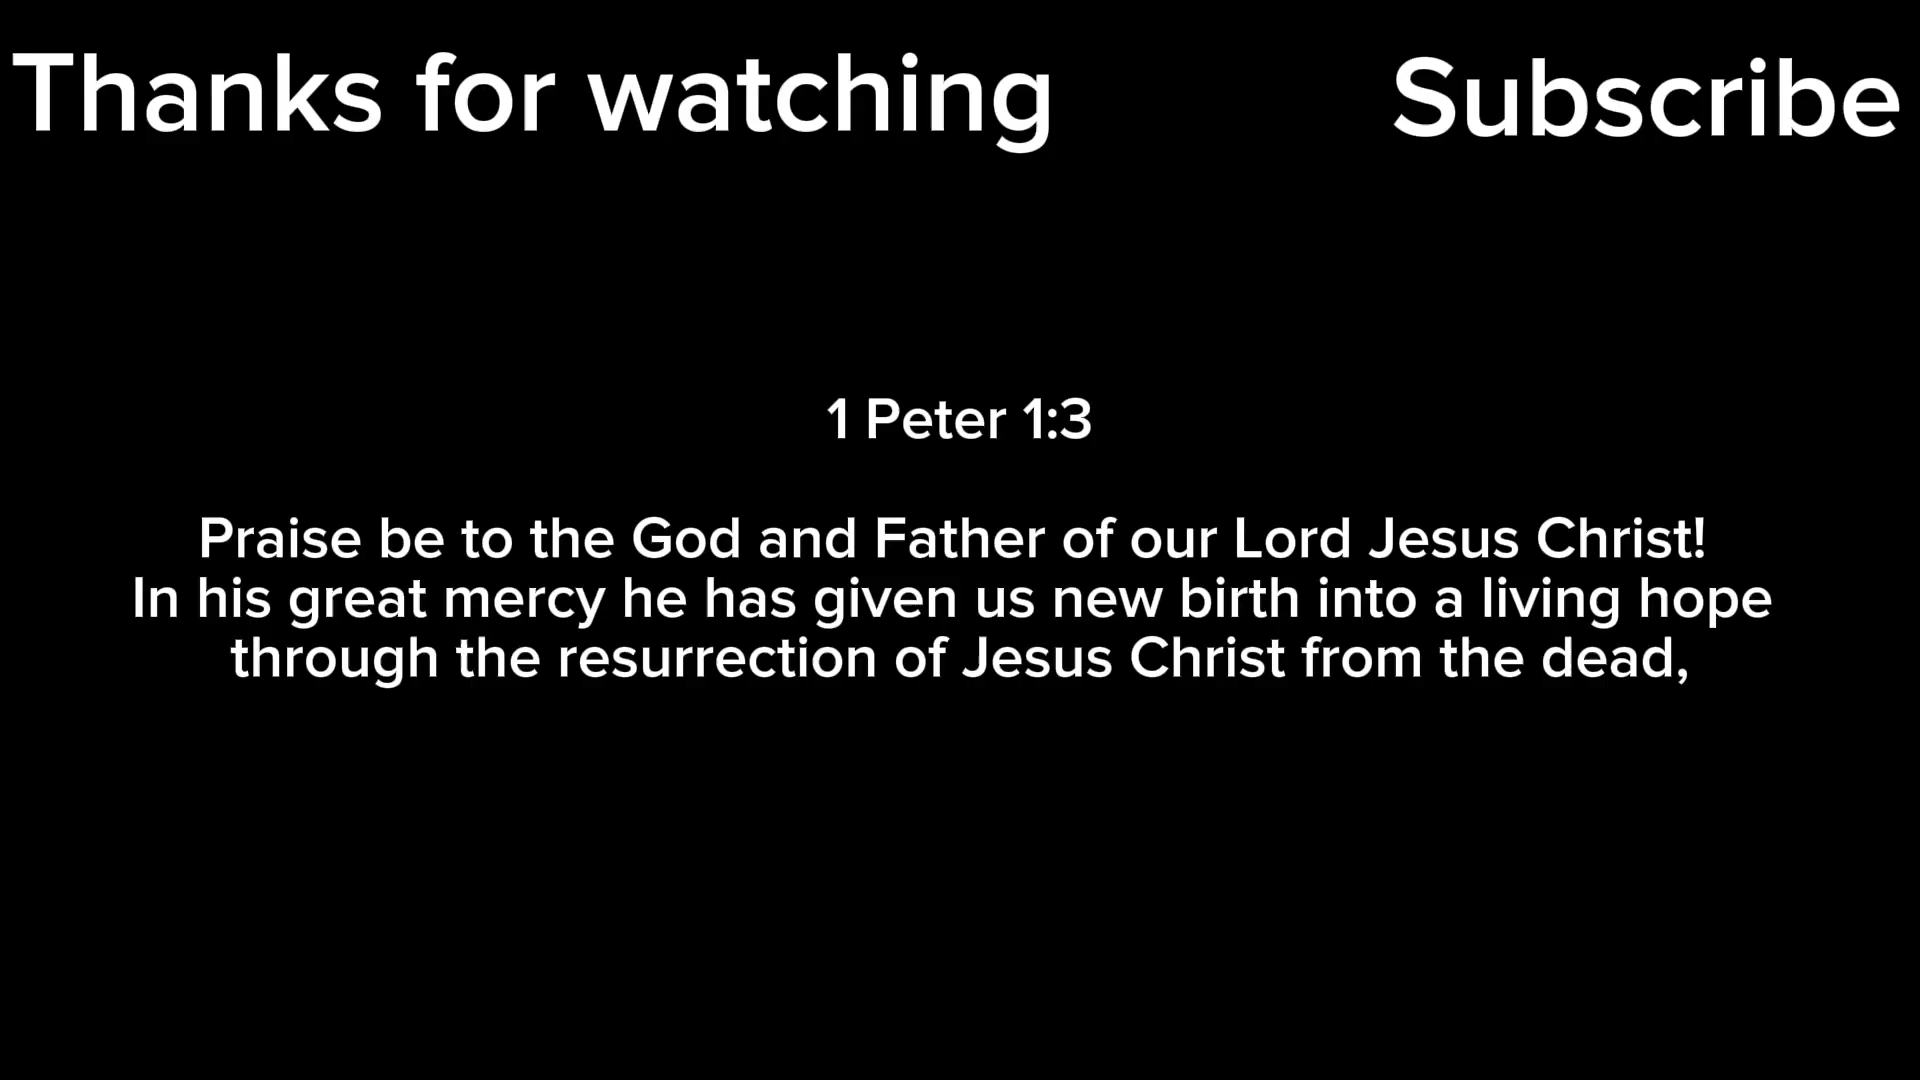 Thanks for watching
Subscribe
1 Peter 1:3
Praise be to the God and Father of our Lord Jesus Christ!
In his great mercy he has given us new birth into a living hope
through the resurrection of Jesus Christ from the dead,